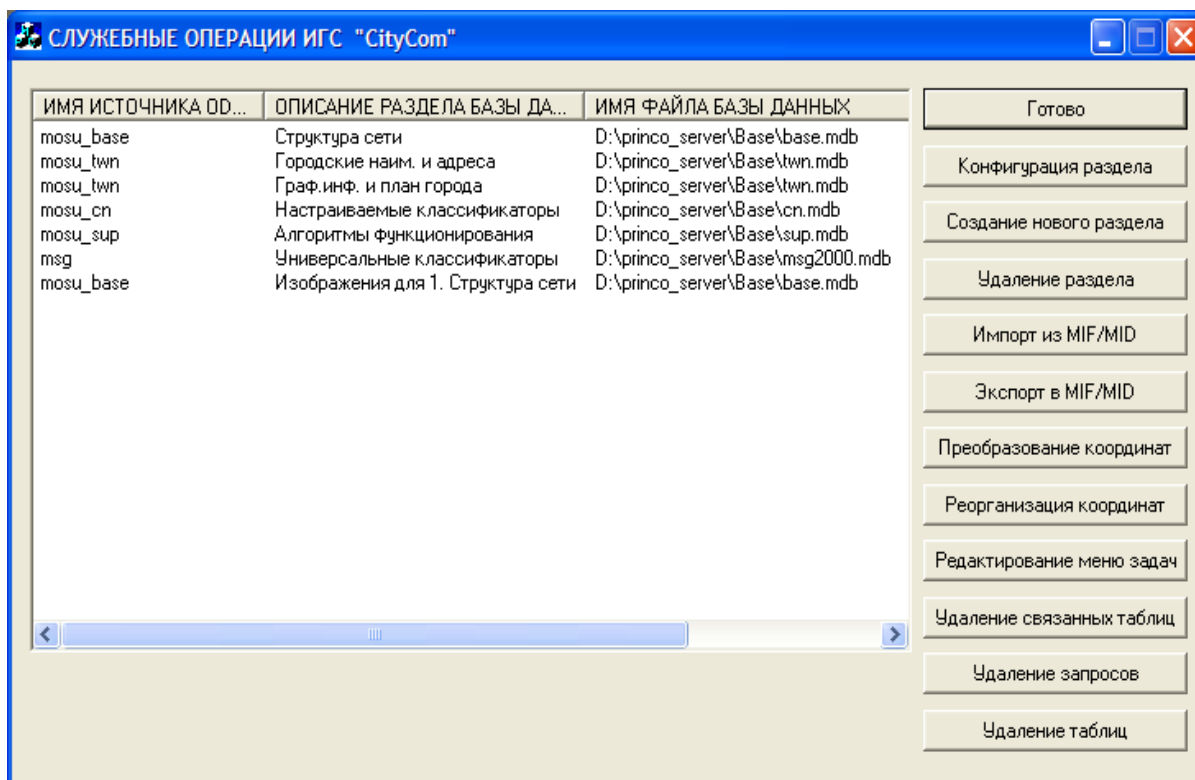 СЛУЖЕБНЫЕ ОПЕРАЦИИ ИГС "CityCom"
ИМЯ ИСТОЧНИКА OD... ОПИСАНИЕ РАЗДЕЛА БАЗЫ ДА... ИМЯ ФАЙЛА БАЗЫ ДАННЫХ
mosu_base Структура сети D:\princo_server\Base\base.mdb
mosu_twn Городские наим. и адреса D:\princo_server\Base\twn.mdb
mosu_twn Граф.инф. и план города D:\princo_server\Base\twn.mdb
mosu_cn Настраиваемые классификаторы D:\princo_server\Base\cn.mdb
mosu_sup Алгоритмы функционирования D:\princo_server\Base\sup.mdb
msg Универсальные классификаторы D:\princo_server\Base\msg2000.mdb
mosu_base Изображения для 1. Структура сети D:\princo_server\Base\base.mdb
Готово
Конфигурация раздела
Создание нового раздела
Удаление раздела
Импорт из MIF/MID
Экспорт в MIF/MID
Преобразование координат
Реорганизация координат
Редактирование меню задач
Удаление связанных таблиц
Удаление запросов
Удаление таблиц